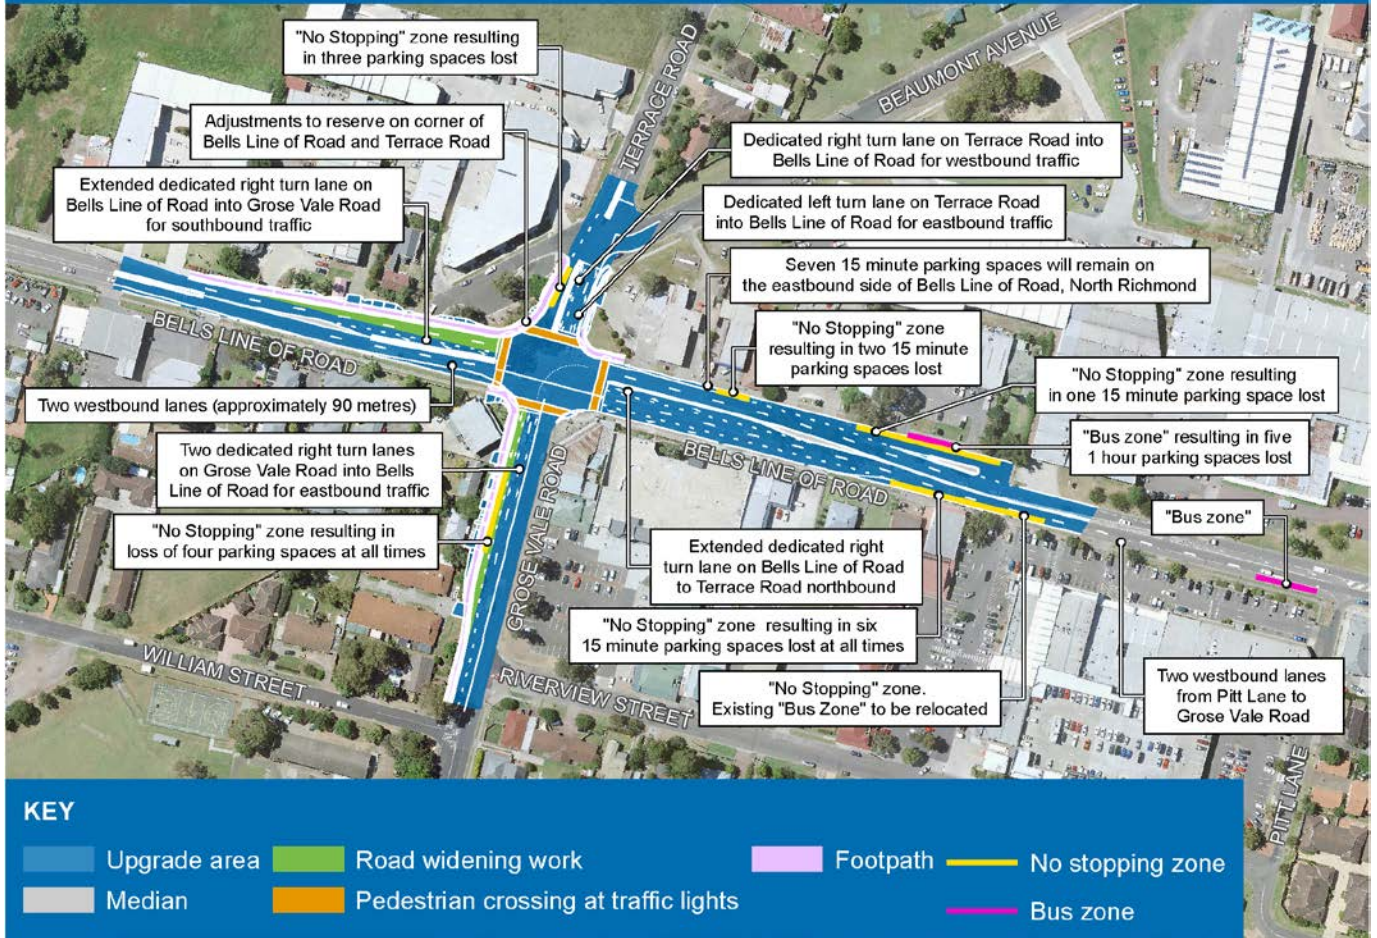 "No Stopping" zone resulting
in three parking spaces lost
TERRACE ROAD
BEAUMONT AVENUE
Adjustments to reserve on corner of
Bells Line of Road and Terrace Road
Dedicated right turn lane on Terrace Road into
Bells Line of Road for westbound traffic
Extended dedicated right turn lane on
Bells Line of Road into Grose Vale Road
for southbound traffic
Dedicated left turn lane on Terrace Road
into Bells Line of Road for eastbound traffic
Seven 15 minute parking spaces will remain on
the eastbound side of Bells Line of Road, North Richmond
BELLS LINE OF ROAD
"No Stopping" zone
resulting in two 15 minute
parking spaces lost
"No Stopping" zone resulting
in one 15 minute parking space lost
Two westbound lanes (approximately 90 metres)
"Bus zone" resulting in five
1 hour parking spaces lost
Two dedicated right turn lanes
on Grose Vale Road into Bells
Line of Road for eastbound traffic
BELLS LINE OF ROAD
"Bus zone"
"No Stopping" zone resulting in
loss of four parking spaces at all times
GROSE VALE ROAD
Extended dedicated right
turn lane on Bells Line of Road
to Terrace Road northbound
"No Stopping" zone resulting in six
15 minute parking spaces lost at all times
WILLIAM STREET
RIVERVIEW STREET
"No Stopping" zone.
Existing "Bus Zone" to be relocated
Two westbound lanes
from Pitt Lane to
Grose Vale Road
PITT LANE
KEY
Upgrade area
Road widening work
Footpath
No stopping zone
Median
Pedestrian crossing at traffic lights
Bus zone